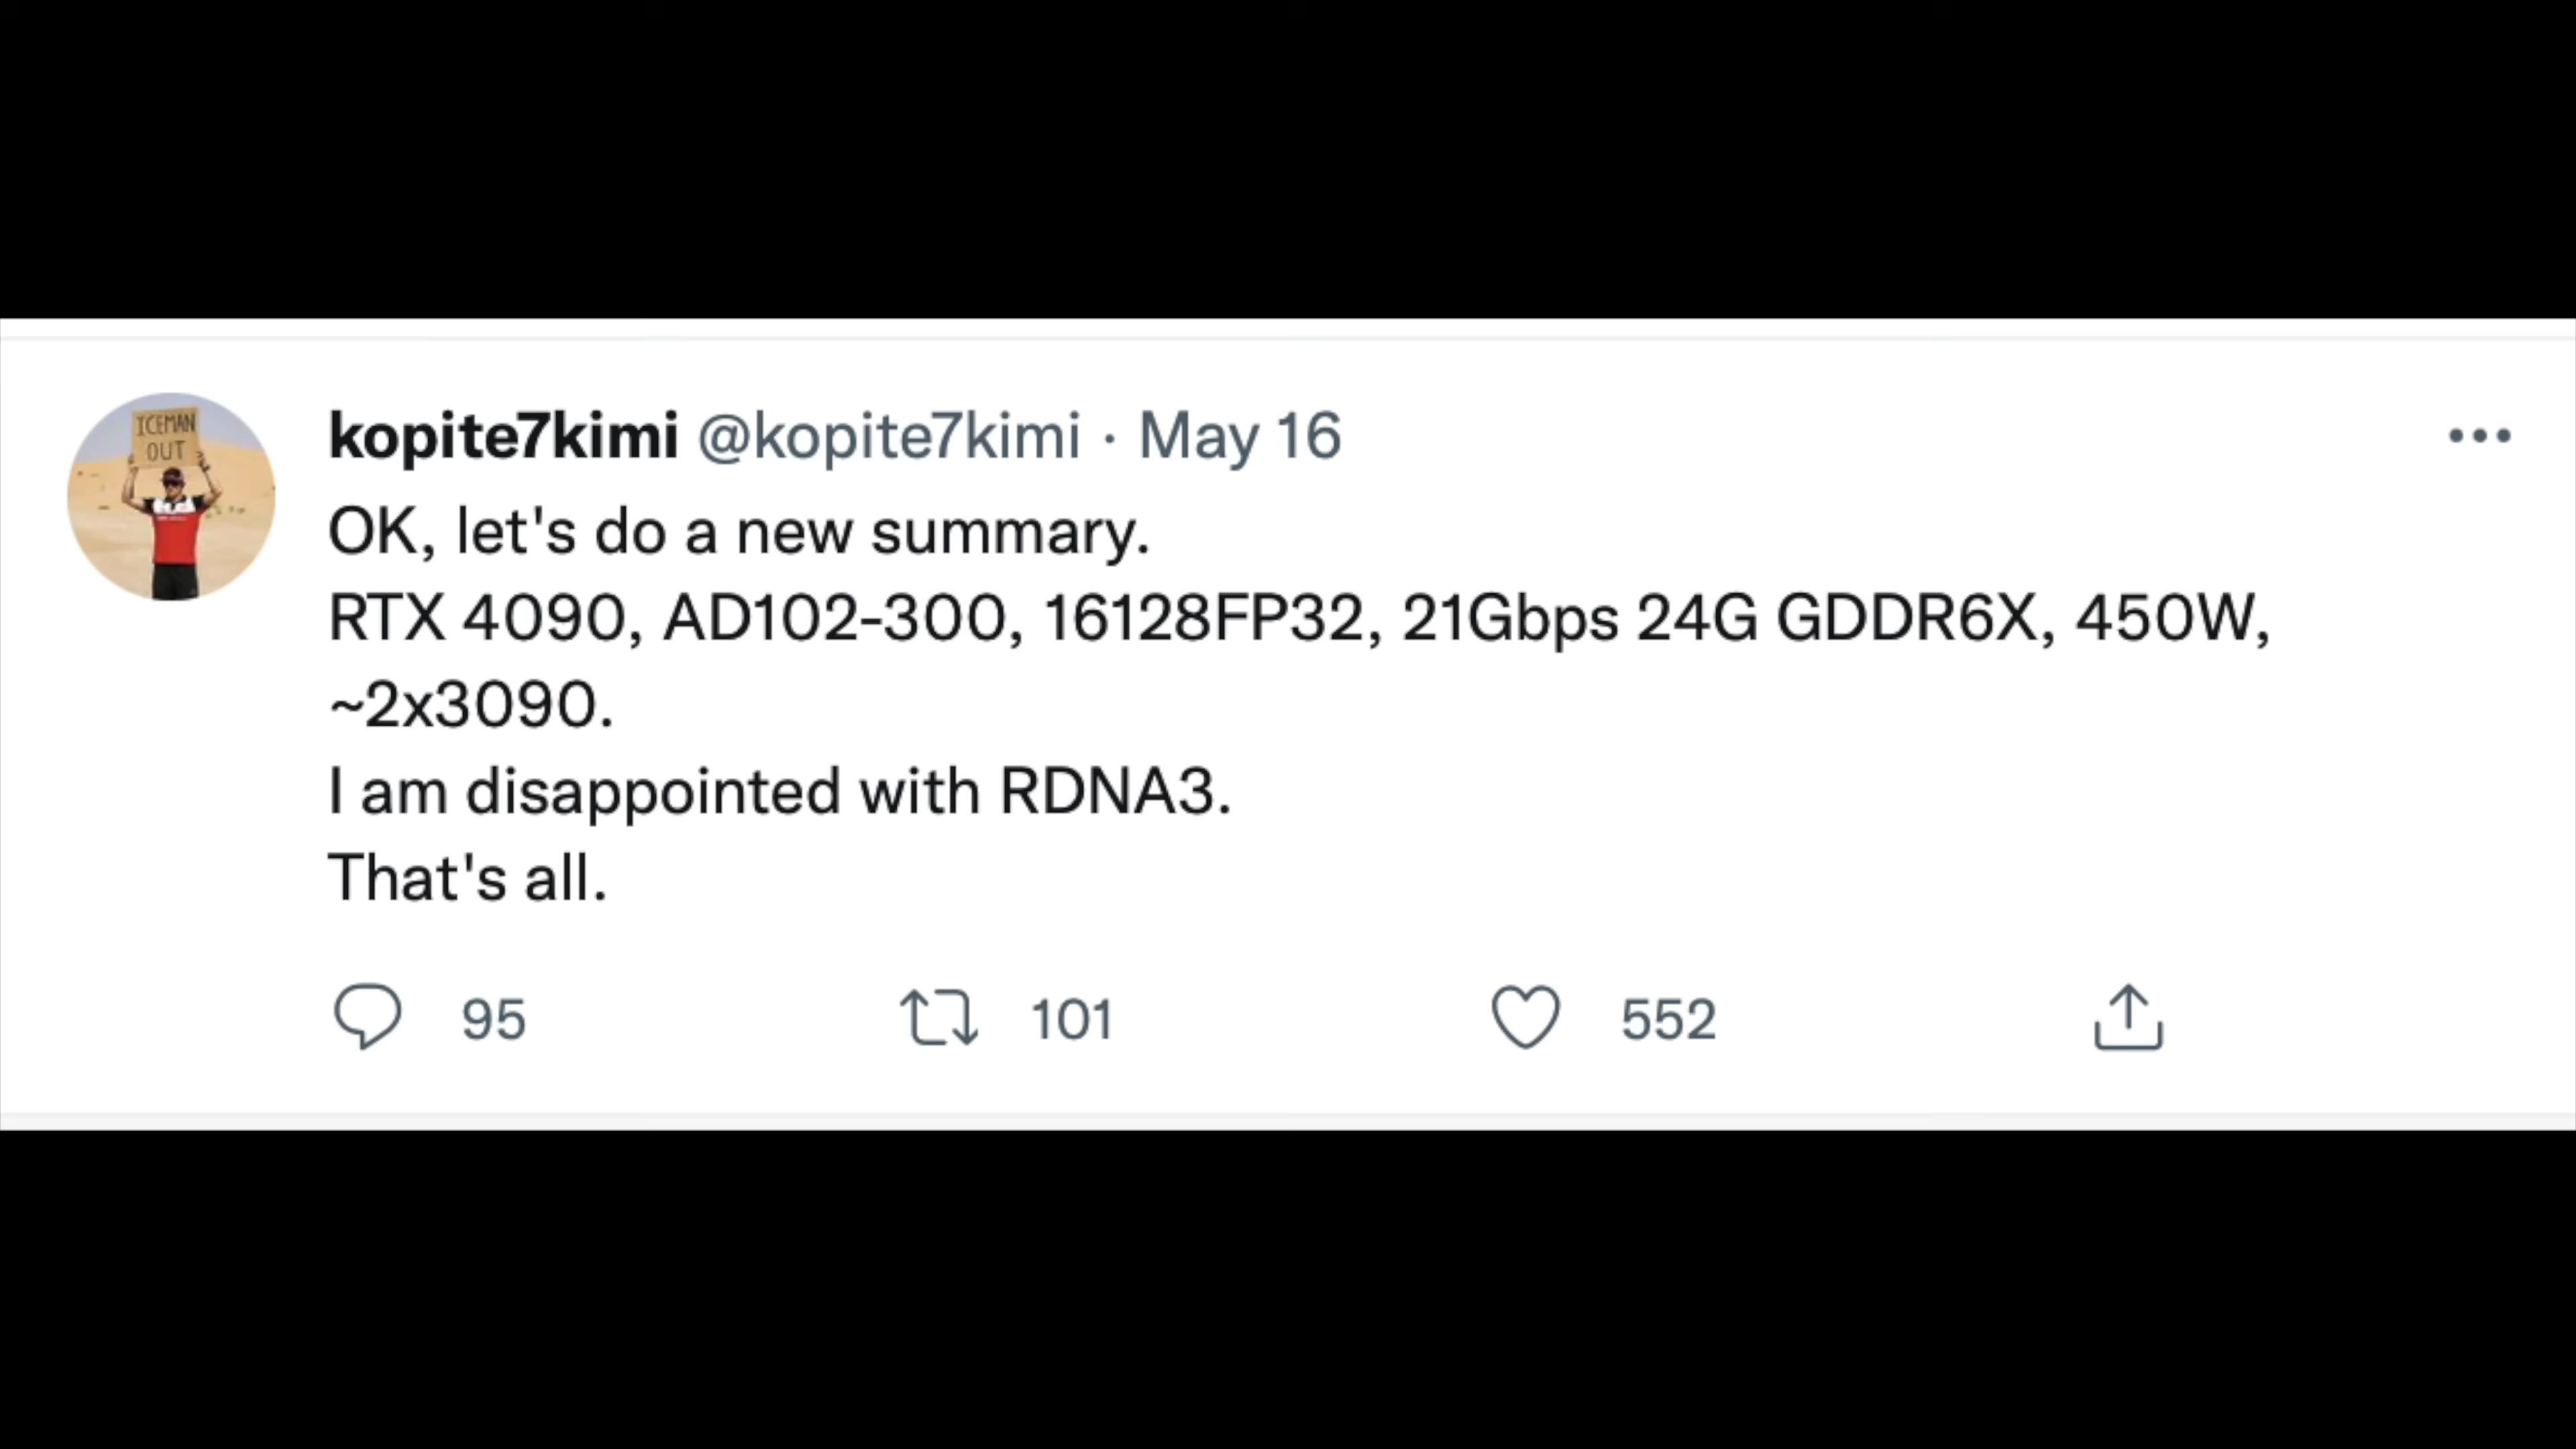 ICEMAN
OUT
kopite7kimi @kopite7kimi · May 16
OK, let's do a new summary.
RTX 4090, AD102-300, 16128FP32, 21Gbps 24G GDDR6X, 450W,
~2x3090.
I am disappointed with RDNA3.
That's all.
95 101 552